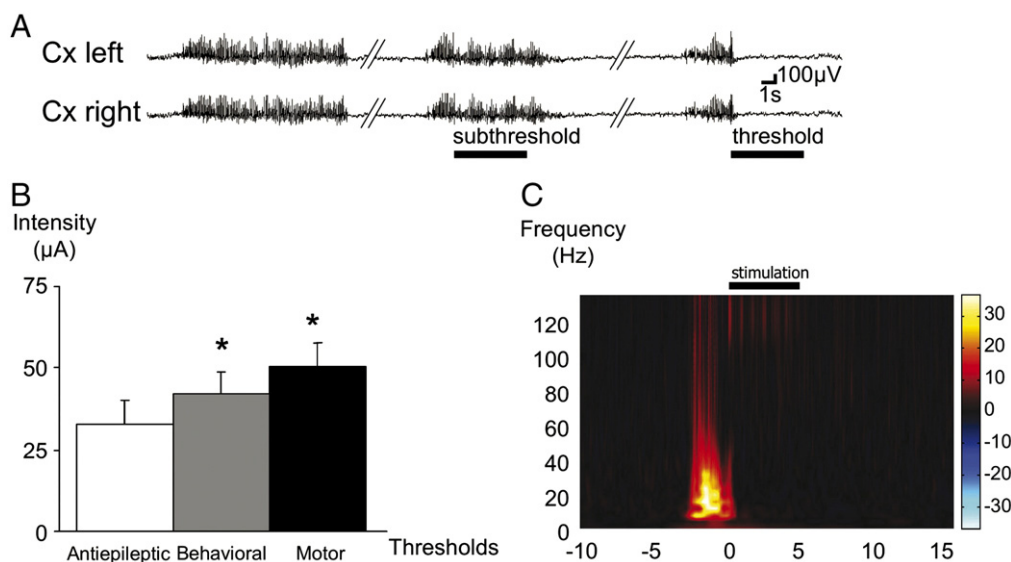 A
Cx left
Cx right
100µV
1s
subthreshold
threshold
B
Intensity
(µA)
75
50
25
0
*
*
Antiepileptic
Behavioral
Motor
Thresholds
C
Frequency
(Hz)
stimulation
120
100
80
60
40
20
0
-10
-5
0
5
10
15
30
20
10
0
-10
-20
-30